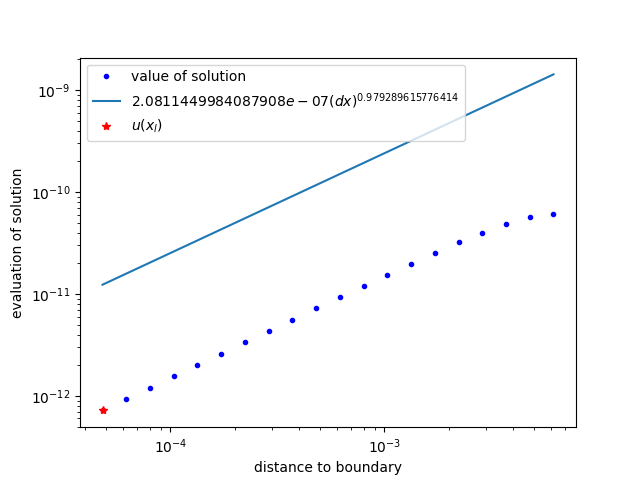 value of solution
2.0811449984087908e − 07(dx)^0.979289615776414
u(x_l)
10^−9
10^−10
10^−11
10^−12
evaluation of solution
10^−4
10^−3
distance to boundary